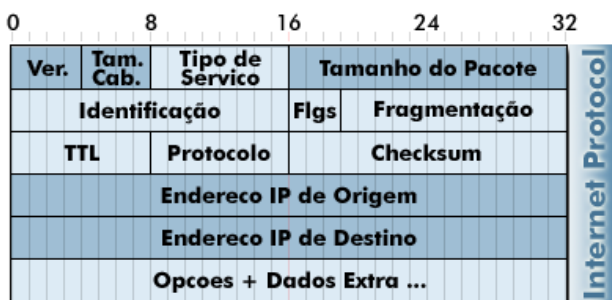 0 8 16 24 32
Ver. Tam. Cab. Tipo de Servico Tamanho do Pacote
Identificação Flgs Fragmentação
TTL Protocolo Checksum
Endereco IP de Origem
Endereco IP de Destino
Opcoes + Dados Extra ...
Internet Protocol